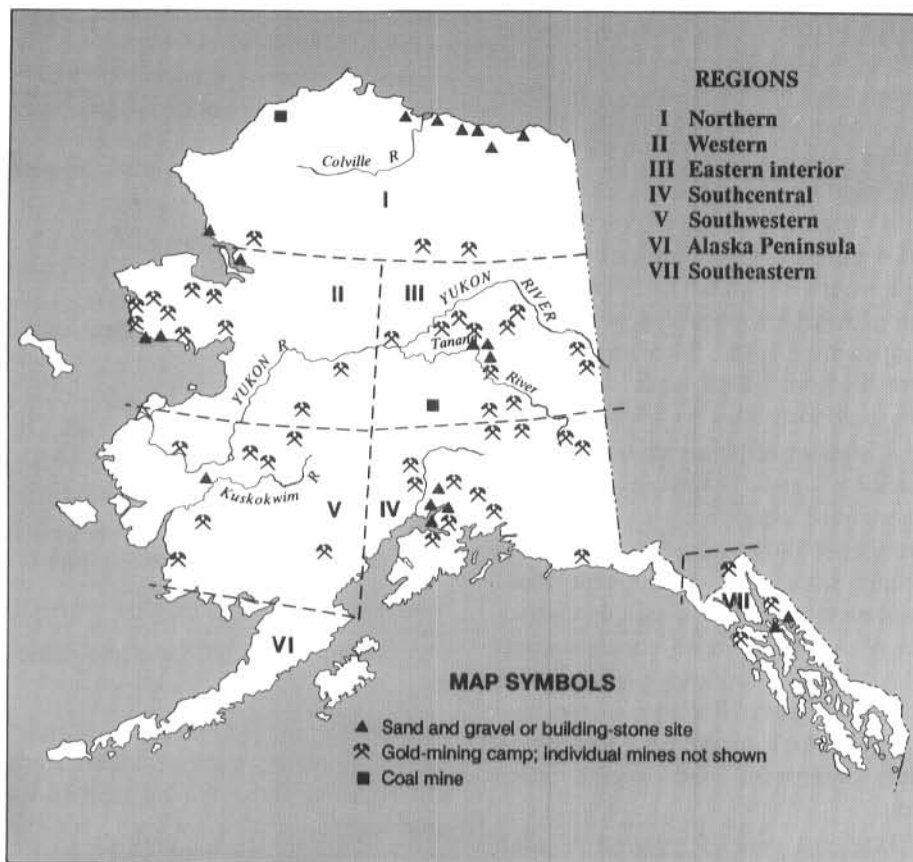 REGIONS
I Northern
II Western
III Eastern interior
IV Southcentral
V Southwestern
VI Alaska Peninsula
VII Southeastern
Colville R
I
II
III
YUKON RIVER
Tanana River
YUKON R
Kuskokwim R
V
IV
VII
VI
MAP SYMBOLS
Sand and gravel or building-stone site
Gold-mining camp; individual mines not shown
Coal mine